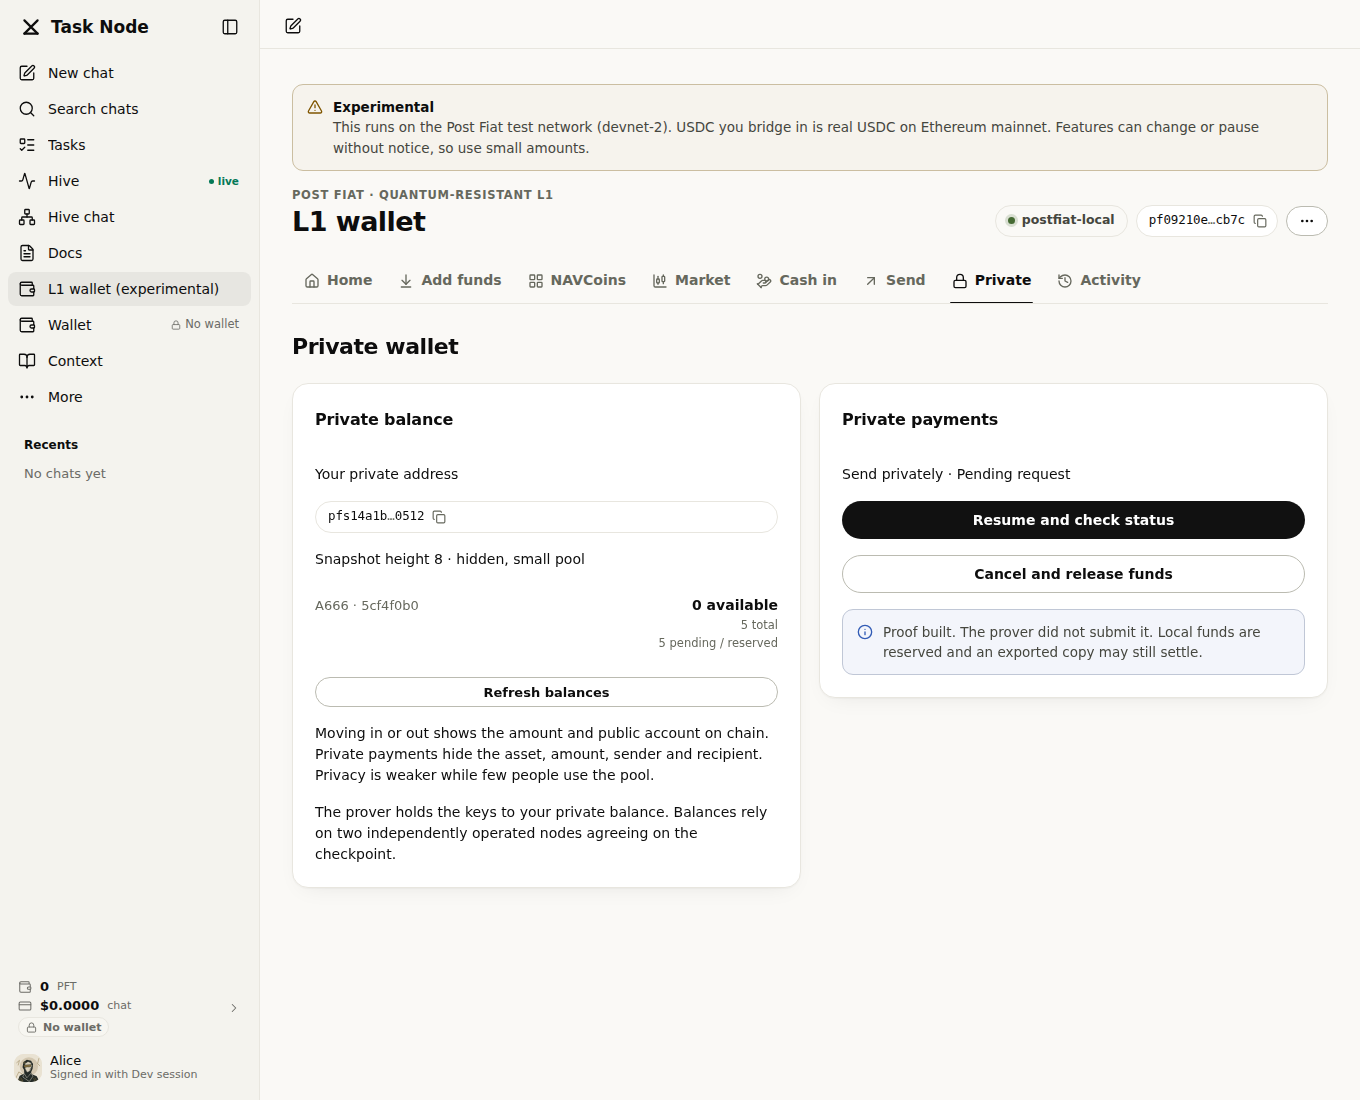 Task Node
New chat
Search chats
Tasks
Hive
live
Hive chat
Docs
L1 wallet (experimental)
Wallet
No wallet
Context
More
Recents
No chats yet
0 PFT
$0.0000 chat
No wallet
Alice
Signed in with Dev session
Experimental
This runs on the Post Fiat test network (devnet-2). USDC you bridge in is real USDC on Ethereum mainnet. Features can change or pause
without notice, so use small amounts.
POST FIAT · QUANTUM-RESISTANT L1
L1 wallet
postfiat-local
pf09210e…cb7c
Home
Add funds
NAVCoins
Market
Cash in
Send
Private
Activity
Private wallet
Private balance
Your private address
pfs14a1b…0512
Snapshot height 8 · hidden, small pool
A666 · 5cf4f0b0
0 available
5 total
5 pending / reserved
Refresh balances
Moving in or out shows the amount and public account on chain.
Private payments hide the asset, amount, sender and recipient.
Privacy is weaker while few people use the pool.
The prover holds the keys to your private balance. Balances rely
on two independently operated nodes agreeing on the
checkpoint.
Private payments
Send privately · Pending request
Resume and check status
Cancel and release funds
Proof built. The prover did not submit it. Local funds are
reserved and an exported copy may still settle.